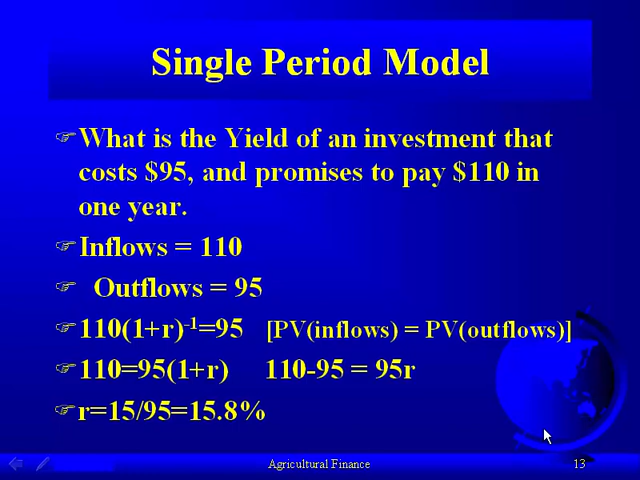 Single Period Model
What is the Yield of an investment that
costs $95, and promises to pay $110 in
one year.
Inflows = 110
Outflows = 95
110(1+r)⁻¹=95 [PV(inflows) = PV(outflows)]
110=95(1+r) 110-95 = 95r
r=15/95=15.8%
Agricultural Finance 13